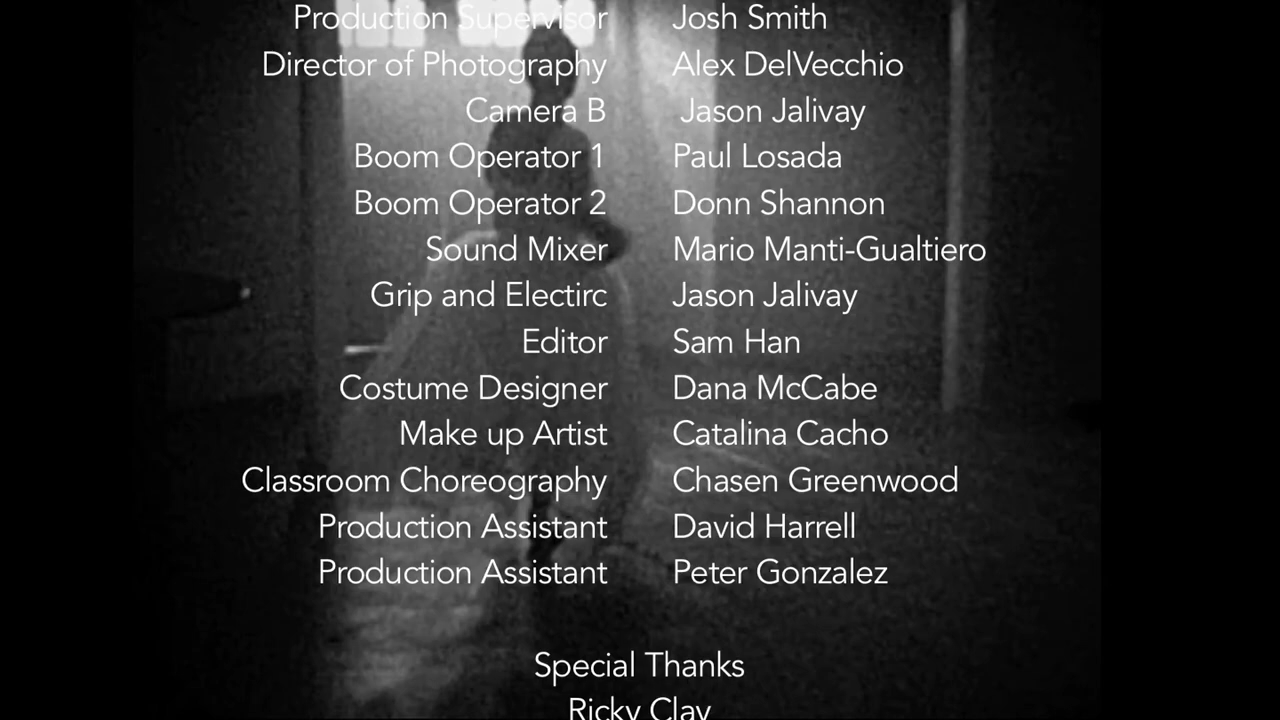 Production Supervisor Josh Smith
Director of Photography Alex DelVecchio
Camera B Jason Jalivay
Boom Operator 1 Paul Losada
Boom Operator 2 Donn Shannon
Sound Mixer Mario Manti-Gualtiero
Grip and Electirc Jason Jalivay
Editor Sam Han
Costume Designer Dana McCabe
Make up Artist Catalina Cacho
Classroom Choreography Chasen Greenwood
Production Assistant David Harrell
Production Assistant Peter Gonzalez
Special Thanks
Ricky Clay